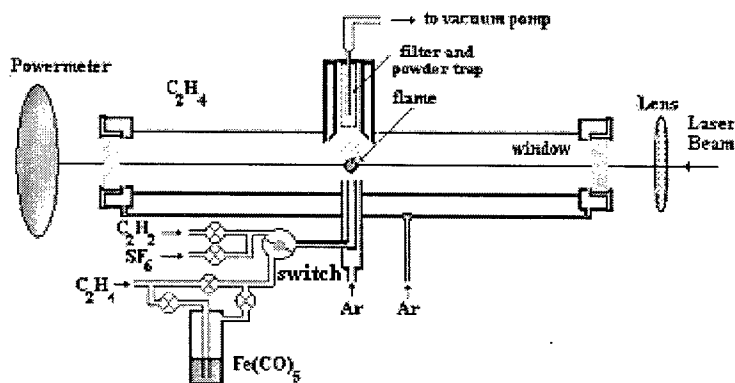 to vacuum pump
filter and
powder trap
Powermeter
C₂H₄
flame
Lens
Laser
Beam
window
C₂H₂
SF₆
switch
C₂H₄
Ar
Ar
Fe(CO)₅